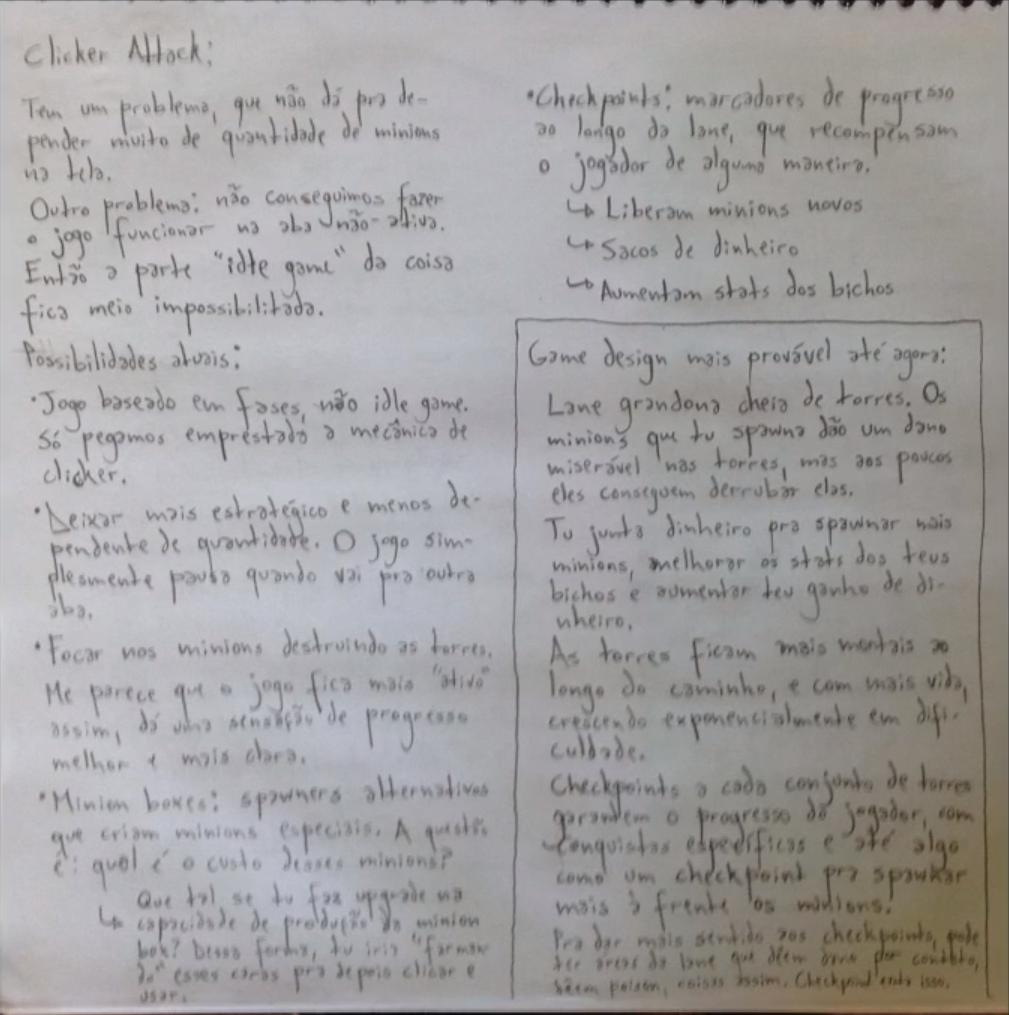 Clicker Attack:
Tem um problema, que não dá pra de-
pender muito de quantidade de minions
na tela.
Outro problema: não conseguimos fazer
o jogo funcionar na aba não-ativa.
Então a parte "idle game" da coisa
fica meio impossibilitada.
Possibilidades atuais:
• Jogo baseado em fases, não idle game.
Só pegamos emprestado a mecânica de
clicker.
• Deixar mais estratégico e menos de-
pendente de quantidade. O jogo sim-
plesmente pausa quando vai pra outra
aba.
• Focar nos minions destruindo as torres.
Me parece que o jogo fica mais "ativo"
assim, dá uma sensação de progresso
melhor e mais clara.
• Minion boxes: spawners alternativos
que criam minions especiais. A questão
é: qual é o custo desses minions?
↳ Que tal se tu faz upgrade na
capacidade de produção da minion
box? Dessa forma, tu iria "farman-
do" esses caras pra depois clicar e
usar.
• Checkpoints: marcadores de progresso
ao longo da lane, que recompensam
o jogador de alguma maneira.
↳ Liberam minions novos
↳ Sacos de dinheiro
↳ Aumentam stats dos bichos
Game design mais provável até agora:
Lane grandona cheia de torres. Os
minions que tu spawna dão um dano
miserável nas torres, mas aos poucos
eles conseguem derrubar elas.
Tu junta dinheiro pra spawnar mais
minions, melhorar os stats dos teus
bichos e aumentar teu ganho de di-
nheiro.
As torres ficam mais mortais ao
longo do caminho, e com mais vida,
crescendo exponencialmente em difi-
culdade.
Checkpoints a cada conjunto de torres
garantem o progresso do jogador, com
conquistas específicas e até algo
como um checkpoint pra spawnar
mais à frente os minions.
Pra dar mais sentido aos checkpoints, pode
ter áreas da lane que dêem dano por contato,
dêem poison, coisas assim. Checkpoint evita isso.